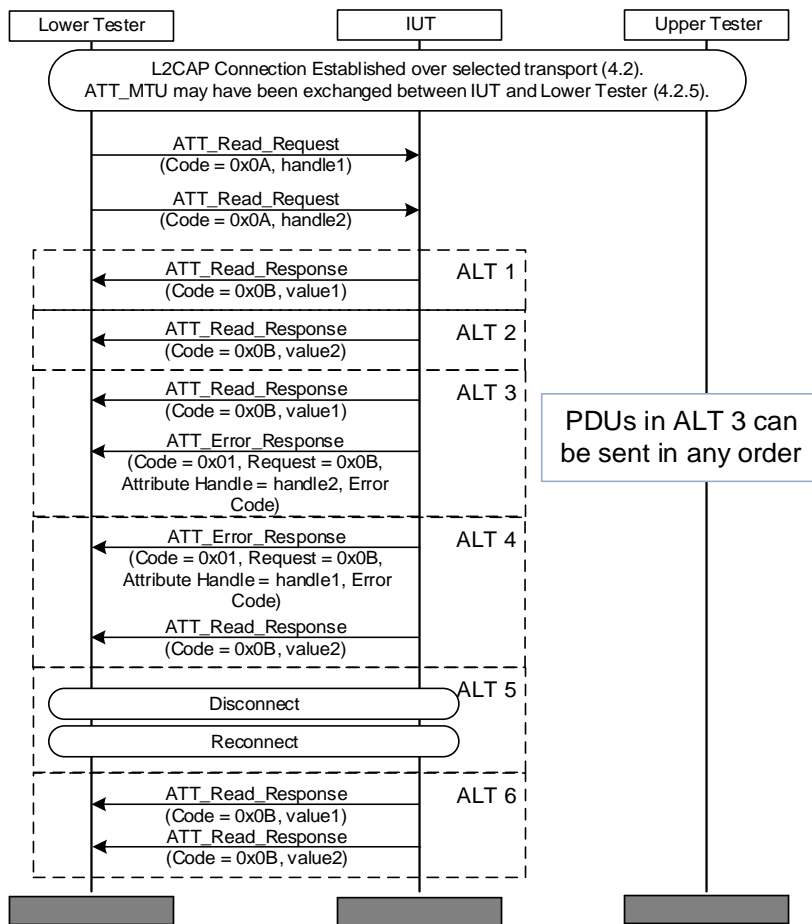 Lower Tester
IUT
Upper Tester
L2CAP Connection Established over selected transport (4.2).
ATT_MTU may have been exchanged between IUT and Lower Tester (4.2.5).
ATT_Read_Request
(Code = 0x0A, handle1)
ATT_Read_Request
(Code = 0x0A, handle2)
ALT 1
ATT_Read_Response
(Code = 0x0B, value1)
ALT 2
ATT_Read_Response
(Code = 0x0B, value2)
ALT 3
ATT_Read_Response
(Code = 0x0B, value1)
ATT_Error_Response
(Code = 0x01, Request = 0x0B,
Attribute Handle = handle2, Error
Code)
PDUs in ALT 3 can
be sent in any order
ALT 4
ATT_Error_Response
(Code = 0x01, Request = 0x0B,
Attribute Handle = handle1, Error
Code)
ATT_Read_Response
(Code = 0x0B, value2)
ALT 5
Disconnect
Reconnect
ALT 6
ATT_Read_Response
(Code = 0x0B, value1)
ATT_Read_Response
(Code = 0x0B, value2)